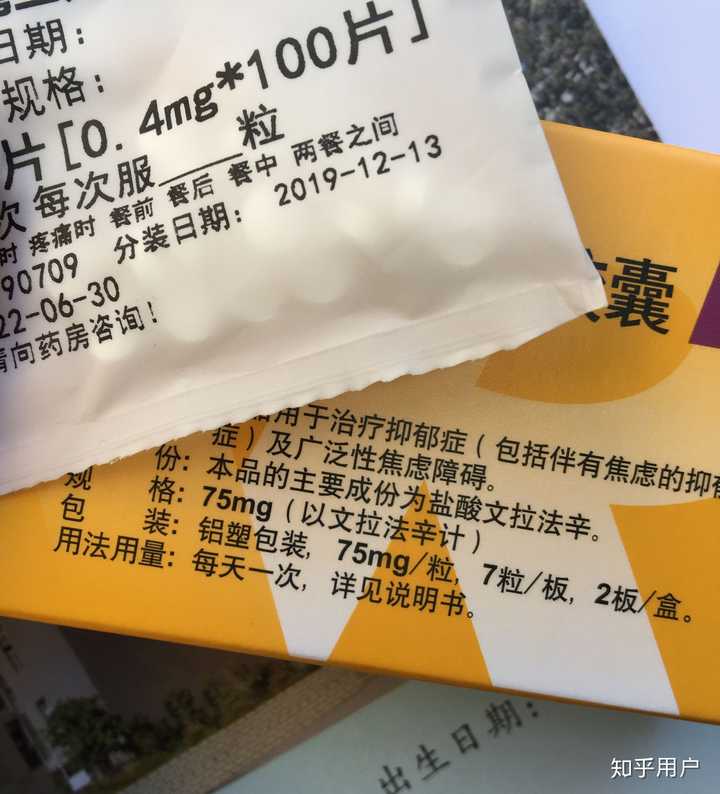 日期：
规格：
片[0.4mg*100片]
次 每次服____粒
时 疼痛时 餐前 餐后 餐中 两餐之间
90709 分装日期： 2019-12-13
22-06-30
请向药房咨询！
胶囊
用于治疗抑郁症（包括伴有焦虑的抑郁
症）及广泛性焦虑障碍。
份：本品的主要成份为盐酸文拉法辛。
规 格：75mg（以文拉法辛计）
包 装：铝塑包装，75mg/粒，7粒/板，2板/盒。
用法用量：每天一次，详见说明书。
出生日期：
知乎用户